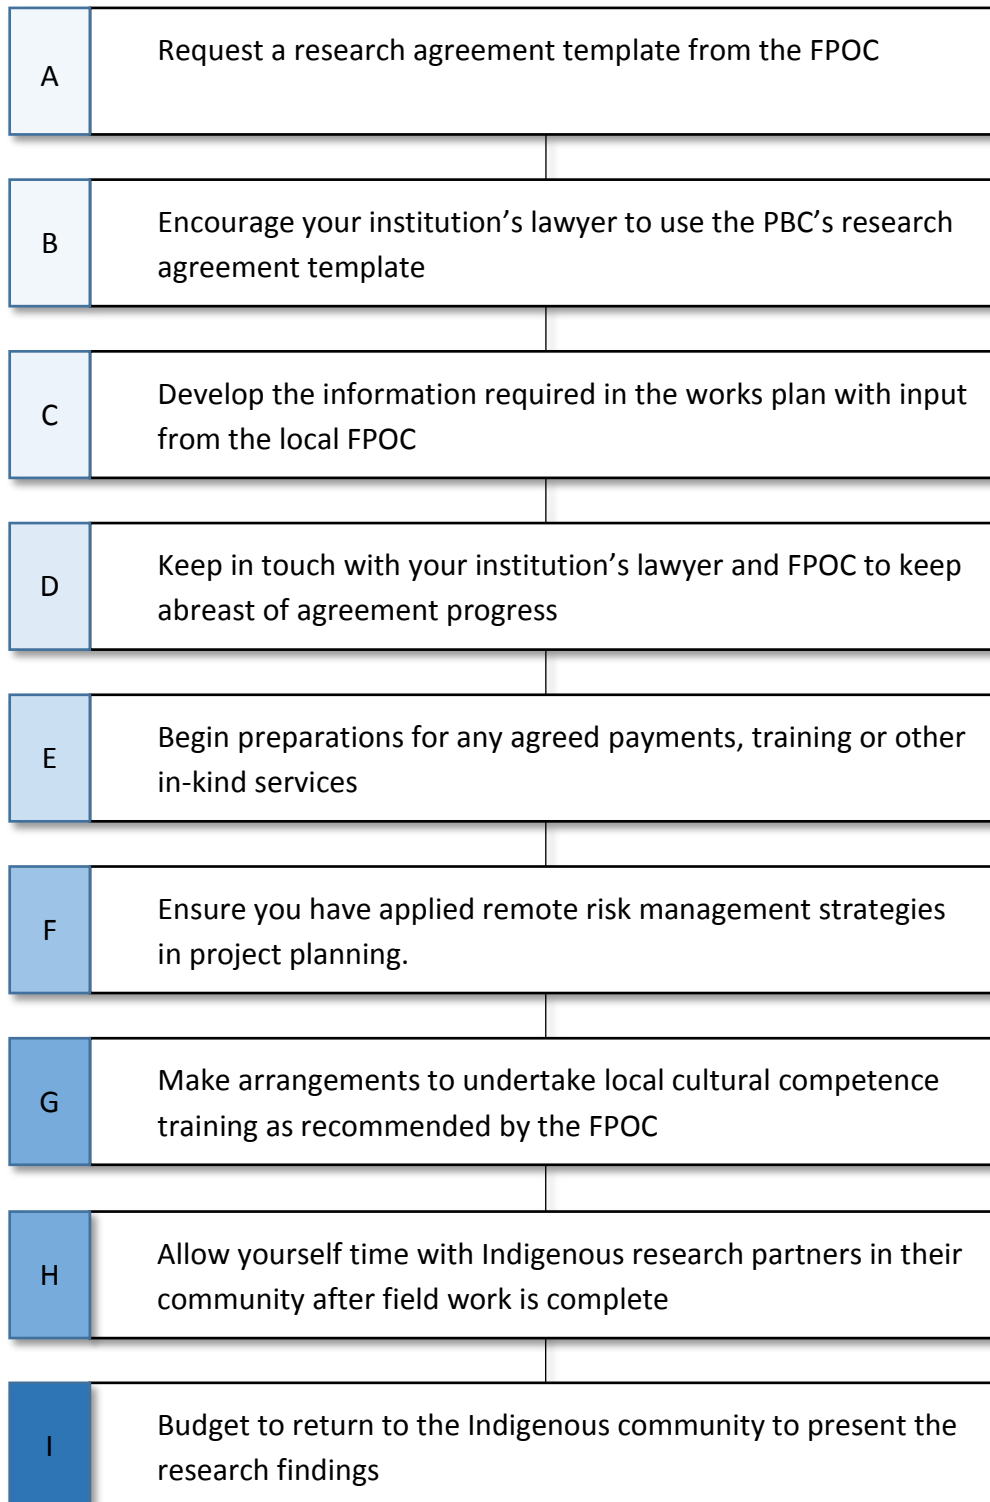 A
Request a research agreement template from the FPOC
B
Encourage your institution’s lawyer to use the PBC’s research
agreement template
C
Develop the information required in the works plan with input
from the local FPOC
D
Keep in touch with your institution’s lawyer and FPOC to keep
abreast of agreement progress
E
Begin preparations for any agreed payments, training or other
in-kind services
F
Ensure you have applied remote risk management strategies
in project planning.
G
Make arrangements to undertake local cultural competence
training as recommended by the FPOC
H
Allow yourself time with Indigenous research partners in their
community after field work is complete
I
Budget to return to the Indigenous community to present the
research findings